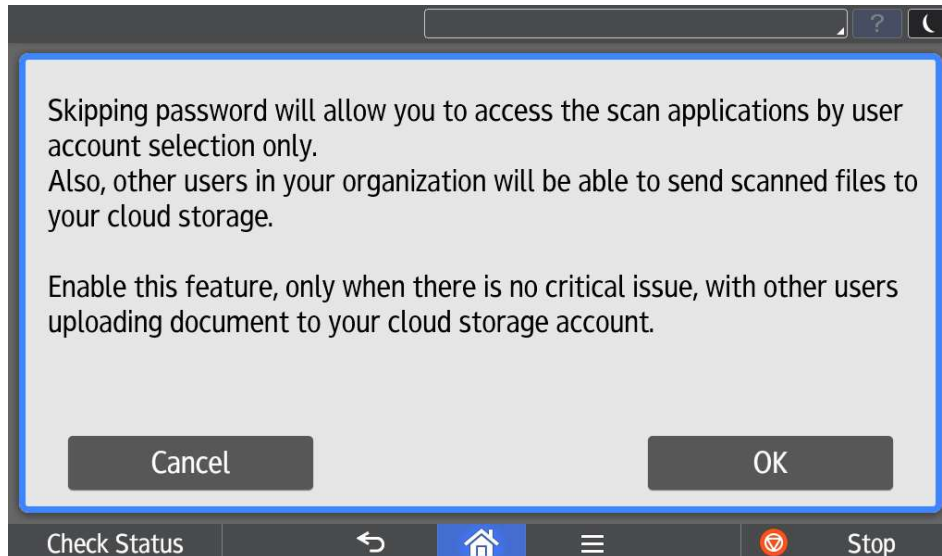 ?
Skipping password will allow you to access the scan applications by user
account selection only.
Also, other users in your organization will be able to send scanned files to
your cloud storage.
Enable this feature, only when there is no critical issue, with other users
uploading document to your cloud storage account.
Cancel OK
Check Status Stop